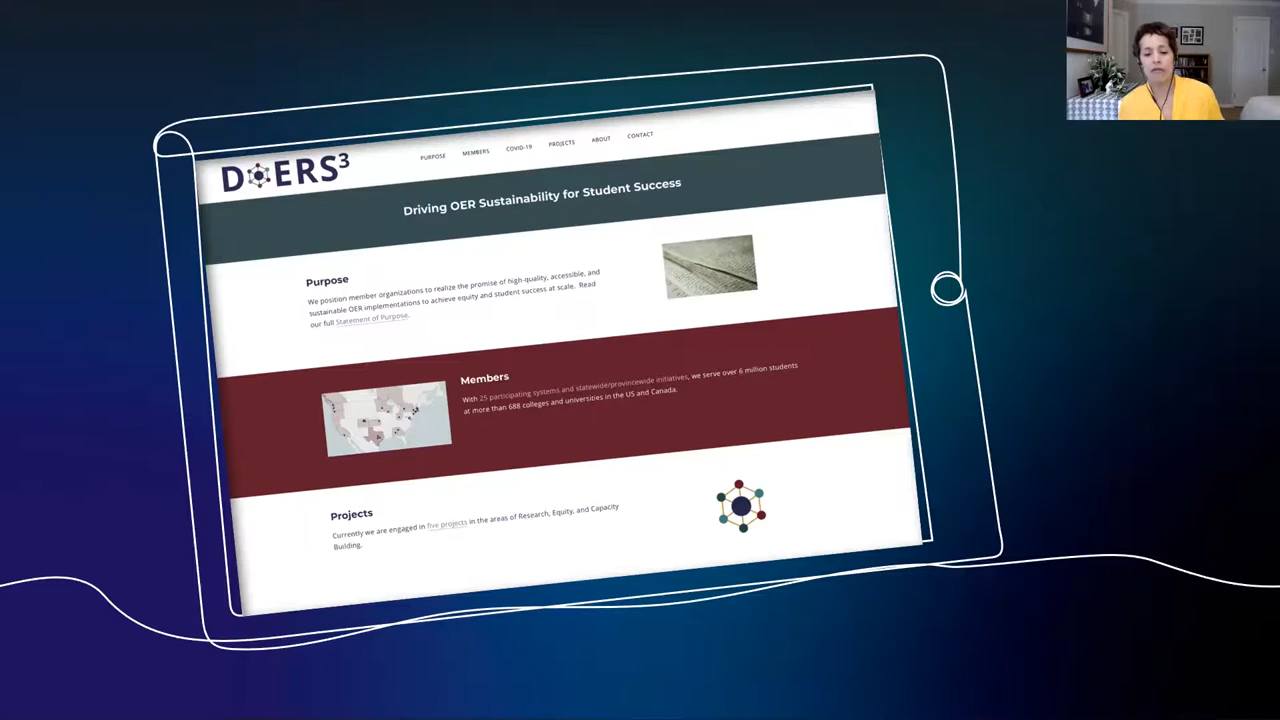 DOERS3
PURPOSE MEMBERS COVID-19 PROJECTS ABOUT CONTACT
Driving OER Sustainability for Student Success
Purpose
We position member organizations to realize the promise of high-quality, accessible, and
sustainable OER implementations to achieve equity and student success at scale. Read
our full Statement of Purpose.
Members
With 25 participating systems and statewide/provincewide initiatives, we serve over 6 million students
at more than 688 colleges and universities in the US and Canada.
Projects
Currently we are engaged in five projects in the areas of Research, Equity, and Capacity
Building.